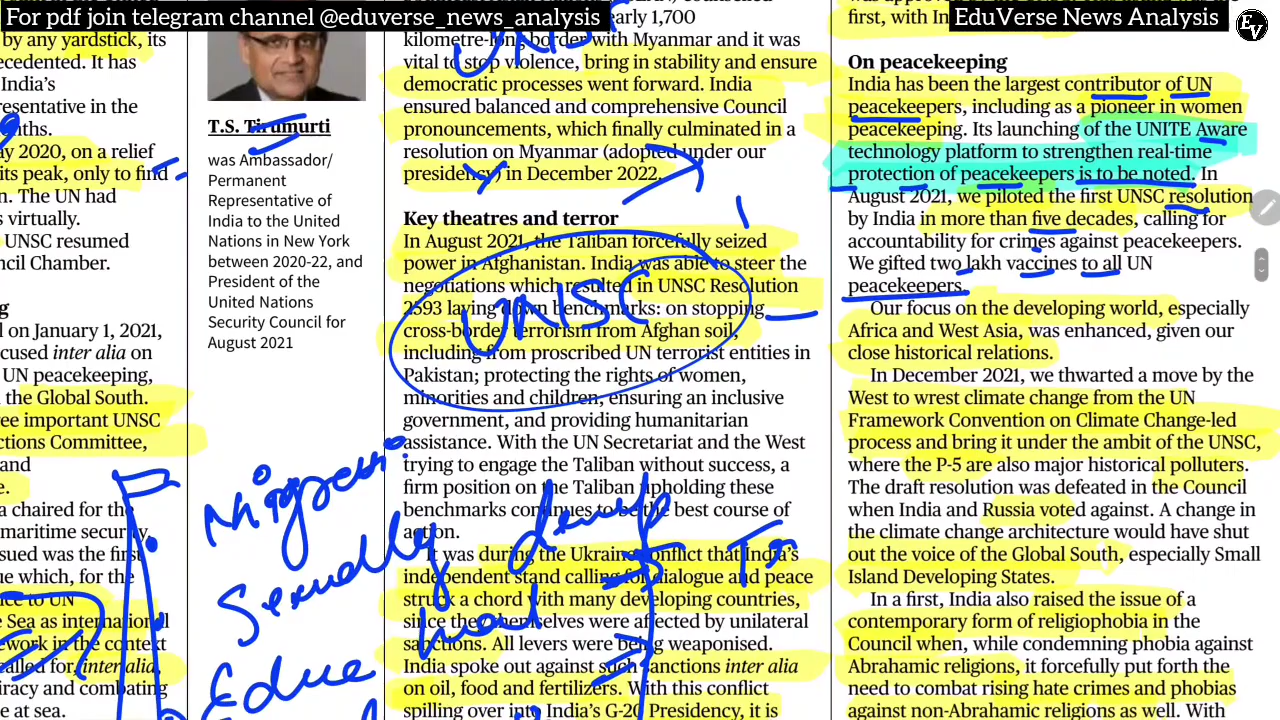 For pdf join telegram channel @eduverse_news_analysis
EduVerse News Analysis
EV
by any yardstick, its
ecedented. It has
India's
resentative in the
nths.
ay 2020, on a relief
its peak, only to find
n. The UN had
s virtually.
UNSC resumed
ncil Chamber.
g
l on January 1, 2021,
cused inter alia on
UN peacekeeping,
the Global South.
ree important UNSC
ctions Committee,
and
e.
a chaired for the
maritime security.
sued was the first
ue which, for the
ice to UN
e Sea as international
ework in the context
called for, inter alia,
iracy and combating
e at sea.
T.S. Tirumurti
was Ambassador/
Permanent
Representative of
India to the United
Nations in New York
between 2020-22, and
President of the
United Nations
Security Council for
August 2021
early 1,700
kilometre-long border with Myanmar and it was
vital to stop violence, bring in stability and ensure
democratic processes went forward. India
ensured balanced and comprehensive Council
pronouncements, which finally culminated in a
resolution on Myanmar (adopted under our
presidency) in December 2022.
Key theatres and terror
In August 2021, the Taliban forcefully seized
power in Afghanistan. India was able to steer the
negotiations which resulted in UNSC Resolution
2593 laying down benchmarks: on stopping
cross-border terrorism from Afghan soil,
including from proscribed UN terrorist entities in
Pakistan; protecting the rights of women,
minorities and children, ensuring an inclusive
government, and providing humanitarian
assistance. With the UN Secretariat and the West
trying to engage the Taliban without success, a
firm position on the Taliban upholding these
benchmarks continues to be the best course of
action.
It was during the Ukraine conflict that India's
independent stand calling for dialogue and peace
struck a chord with many developing countries,
since they themselves were affected by unilateral
sanctions. All levers were being weaponised.
India spoke out against such sanctions inter alia
on oil, food and fertilizers. With this conflict
spilling over into India's G-20 Presidency, it is
UNSC
first, with In
On peacekeeping
India has been the largest contributor of UN
peacekeepers, including as a pioneer in women
peacekeeping. Its launching of the UNITE Aware
technology platform to strengthen real-time
protection of peacekeepers is to be noted. In
August 2021, we piloted the first UNSC resolution
by India in more than five decades, calling for
accountability for crimes against peacekeepers.
We gifted two lakh vaccines to all UN
peacekeepers.
Our focus on the developing world, especially
Africa and West Asia, was enhanced, given our
close historical relations.
In December 2021, we thwarted a move by the
West to wrest climate change from the UN
Framework Convention on Climate Change-led
process and bring it under the ambit of the UNSC,
where the P-5 are also major historical polluters.
The draft resolution was defeated in the Council
when India and Russia voted against. A change in
the climate change architecture would have shut
out the voice of the Global South, especially Small
Island Developing States.
In a first, India also raised the issue of a
contemporary form of religiophobia in the
Council when, while condemning phobia against
Abrahamic religions, it forcefully put forth the
need to combat rising hate crimes and phobias
against non-Abrahamic religions as well. With